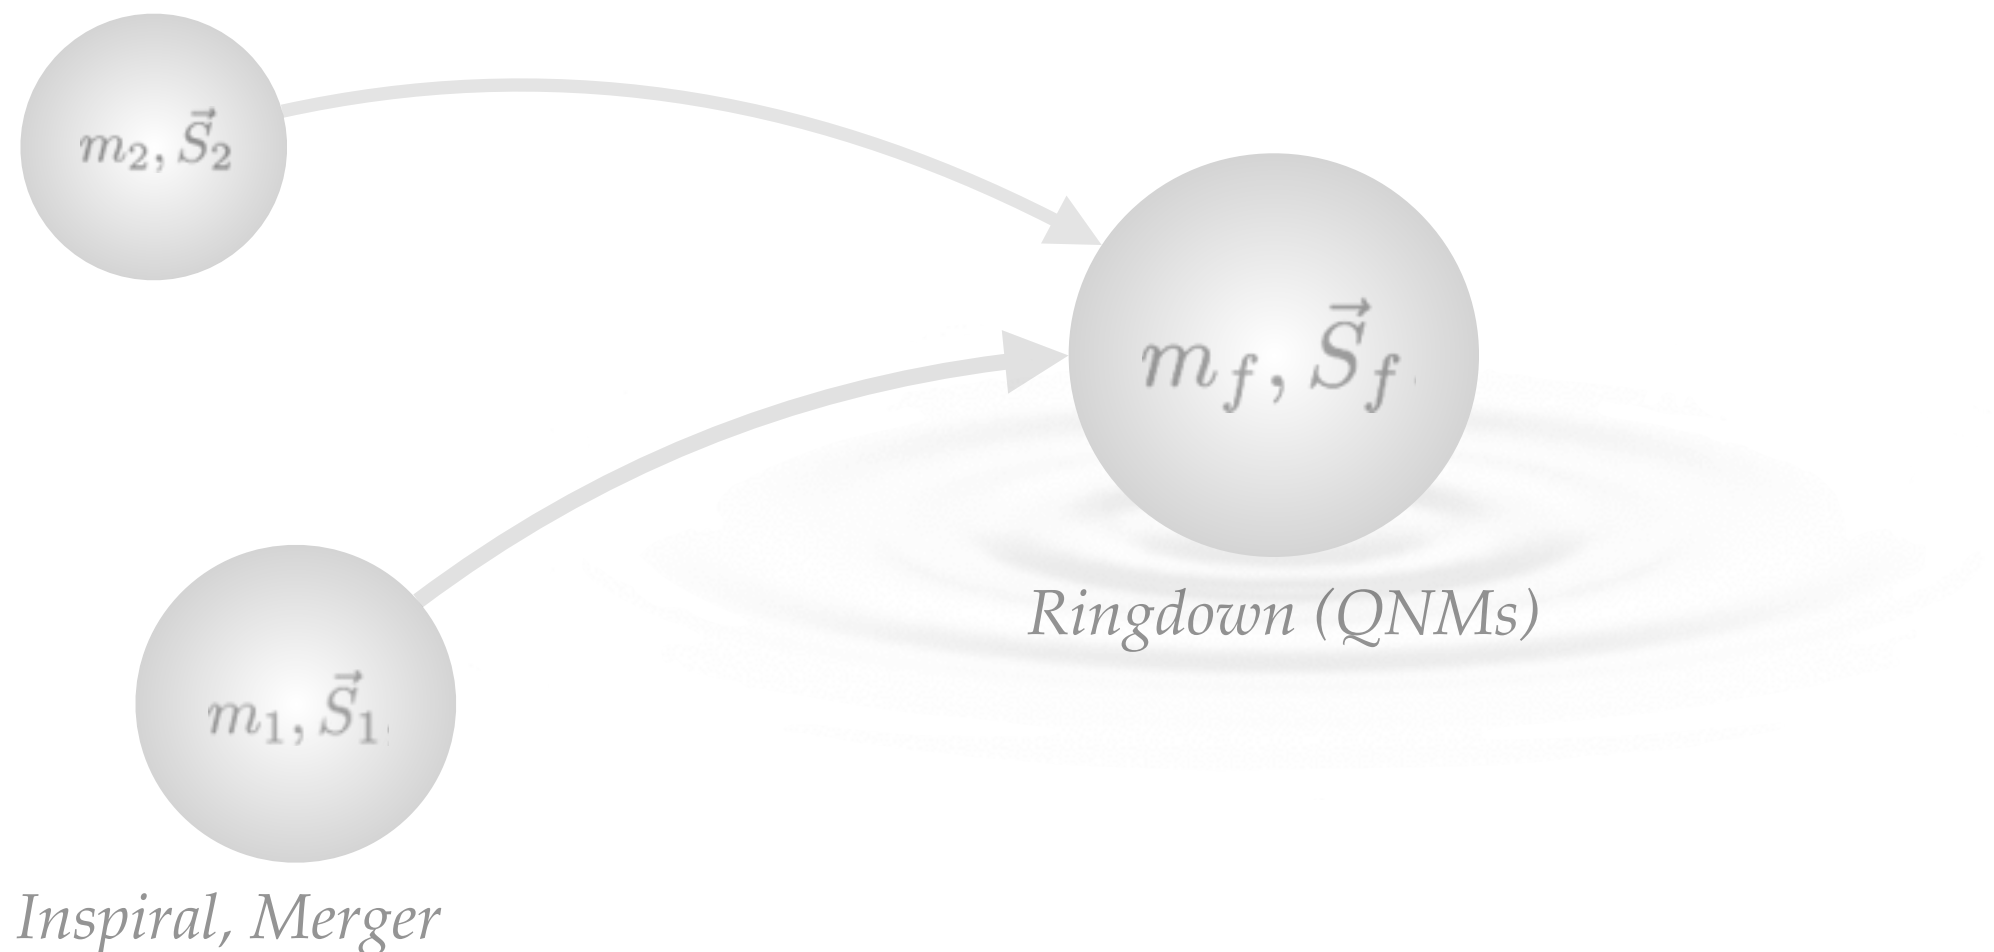 m₂, S⃗₂
m_f, S⃗_f
Ringdown (QNMs)
m₁, S⃗₁
Inspiral, Merger